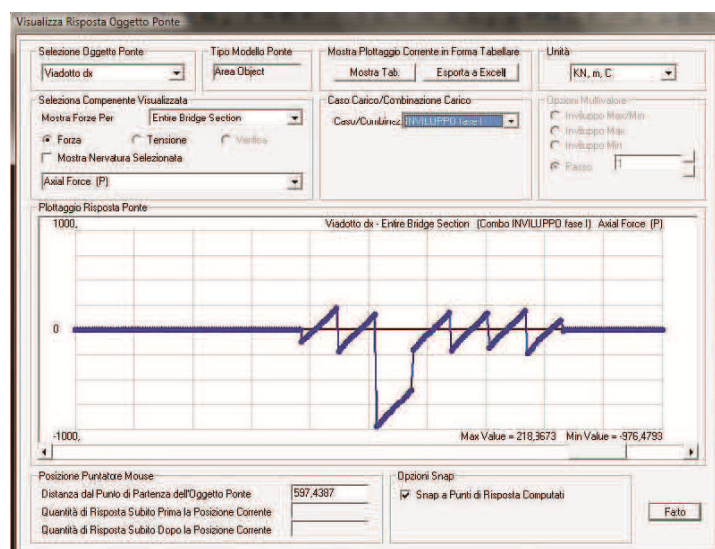 Visualizza Risposta Oggetto Ponte
Selezione Oggetto Ponte
Viadotto dx
Tipo Modello Ponte
Area Object
Mostra Plottaggio Corrente in Forma Tabellare
Mostra Tab.
Esporta a Excell
Unità
KN, m, C
Seleziona Componente Visualizzata
Mostra Forze Per
Entire Bridge Section
Forza
Tensione
Verifica
Mostra Nervatura Selezionata
Axial Force (P)
Caso Carico/Combinazione Carico
Caso/Combinaz
INVILUPPO fase I
Opzioni Multivalore
Inviluppo Max/Min
Inviluppo Max
Inviluppo Min
Passo
1
Plottaggio Risposta Ponte
1000,
Viadotto dx - Entire Bridge Section (Combo INVILUPPO fase I) Axial Force (P)
0
-1000,
Max Value = 218,3673 Min Value = -976,4793
Posizione Puntatore Mouse
Distanza dal Punto di Partenza dell'Oggetto Ponte
597,4387
Quantità di Risposta Subito Prima la Posizione Corrente
Quantità di Risposta Subito Dopo la Posizione Corrente
Opzioni Snap
Snap a Punti di Risposta Computati
Fato